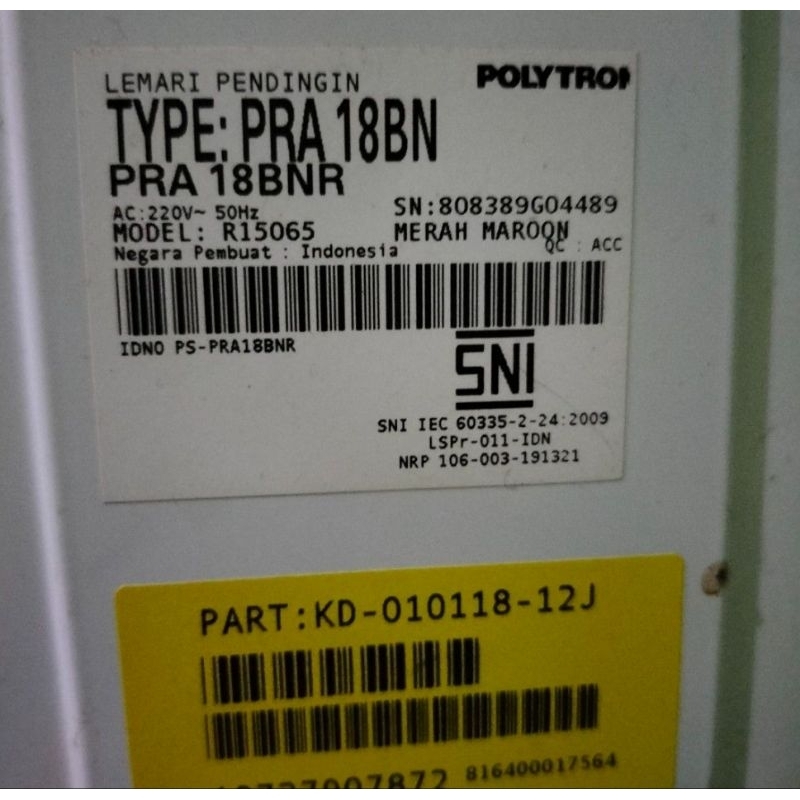 LEMARI PENDINGIN
POLYTRON
TYPE: PRA 18BN
PRA 18BNR
AC:220V~ 50Hz
SN:808389G04489
MODEL: R15065
MERAH MAROON
QC : ACC
Negara Pembuat : Indonesia
IDNO PS-PRA18BNR
SNI
SNI IEC 60335-2-24:2009
LSPr-011-IDN
NRP 106-003-191321
PART:KD-010118-12J
816400017564